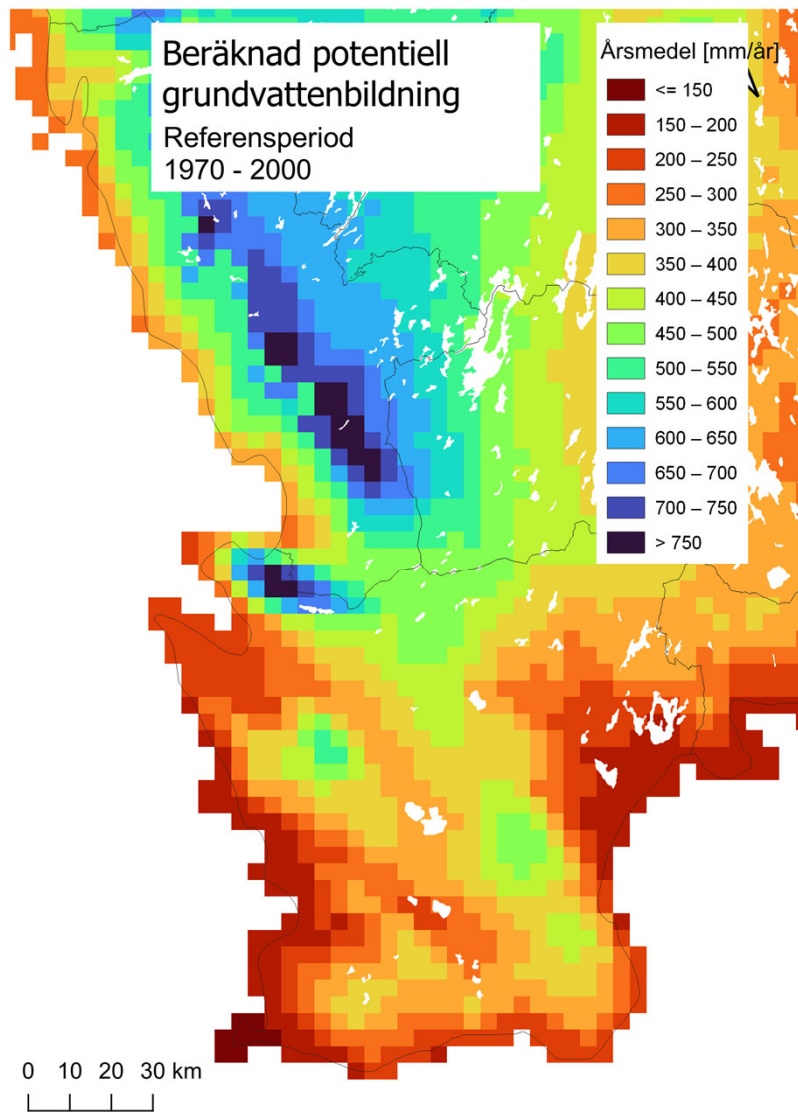 Beräknad potentiell
grundvattenbildning
Referensperiod
1970 - 2000
Årsmedel [mm/år]
<= 150
150 – 200
200 – 250
250 – 300
300 – 350
350 – 400
400 – 450
450 – 500
500 – 550
550 – 600
600 – 650
650 – 700
700 – 750
> 750
0 10 20 30 km